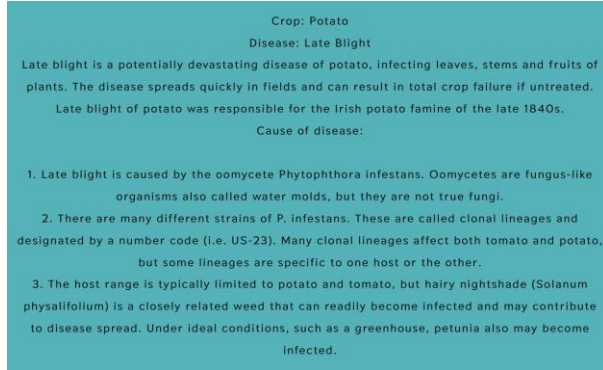 Crop: Potato
Disease: Late Blight
Late blight is a potentially devastating disease of potato, infecting leaves, stems and fruits of
plants. The disease spreads quickly in fields and can result in total crop failure if untreated.
Late blight of potato was responsible for the Irish potato famine of the late 1840s.
Cause of disease:
1. Late blight is caused by the oomycete Phytophthora infestans. Oomycetes are fungus-like
organisms also called water molds, but they are not true fungi.
2. There are many different strains of P. infestans. These are called clonal lineages and
designated by a number code (i.e. US-23). Many clonal lineages affect both tomato and potato,
but some lineages are specific to one host or the other.
3. The host range is typically limited to potato and tomato, but hairy nightshade (Solanum
physalifolium) is a closely related weed that can readily become infected and may contribute
to disease spread. Under ideal conditions, such as a greenhouse, petunia also may become
infected.